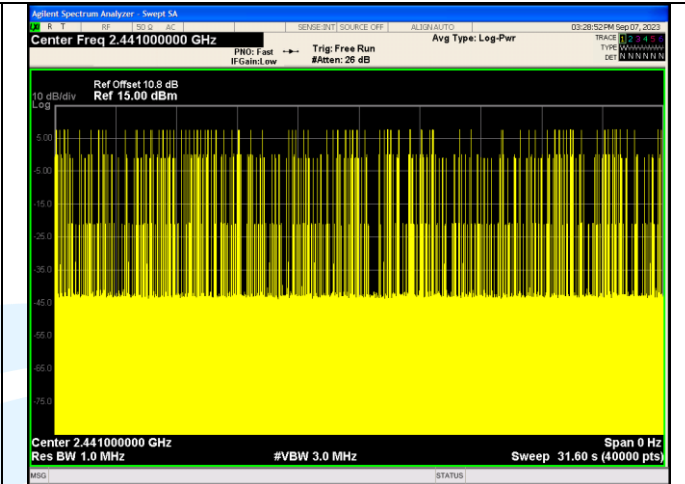 Agilent Spectrum Analyzer - Swept SA
R T RF 50 Ω AC SENSE:INT SOURCE OFF ALIGN AUTO 03:28:52 PM Sep 07, 2023
Center Freq 2.441000000 GHz
PNO: Fast
IFGain:Low
Trig: Free Run
#Atten: 26 dB
Avg Type: Log-Pwr
TRACE 1 2 3 4 5 6
TYPE W
DET N N N N N N
Ref Offset 10.8 dB
10 dB/div Ref 15.00 dBm
Log
5.00
-5.00
-15.0
-25.0
-35.0
-45.0
-55.0
-65.0
-75.0
Center 2.441000000 GHz Span 0 Hz
Res BW 1.0 MHz #VBW 3.0 MHz Sweep 31.60 s (40000 pts)
MSG STATUS